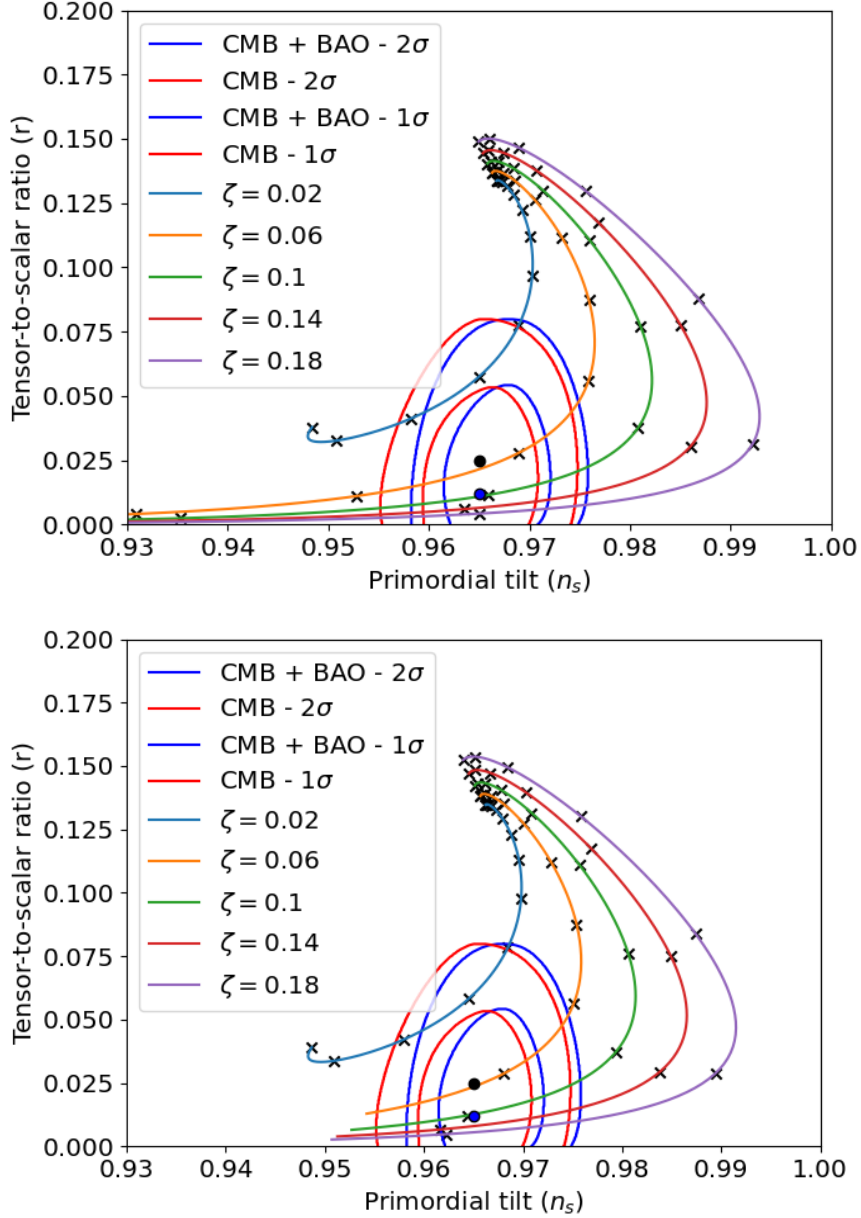 0.200
0.175
0.150
0.125
0.100
0.075
0.050
0.025
0.000
Tensor-to-scalar ratio (r)
CMB + BAO - 2σ
CMB - 2σ
CMB + BAO - 1σ
CMB - 1σ
ζ = 0.02
ζ = 0.06
ζ = 0.1
ζ = 0.14
ζ = 0.18
0.93 0.94 0.95 0.96 0.97 0.98 0.99 1.00
Primordial tilt (nₛ)
0.200
0.175
0.150
0.125
0.100
0.075
0.050
0.025
0.000
Tensor-to-scalar ratio (r)
CMB + BAO - 2σ
CMB - 2σ
CMB + BAO - 1σ
CMB - 1σ
ζ = 0.02
ζ = 0.06
ζ = 0.1
ζ = 0.14
ζ = 0.18
0.93 0.94 0.95 0.96 0.97 0.98 0.99 1.00
Primordial tilt (nₛ)